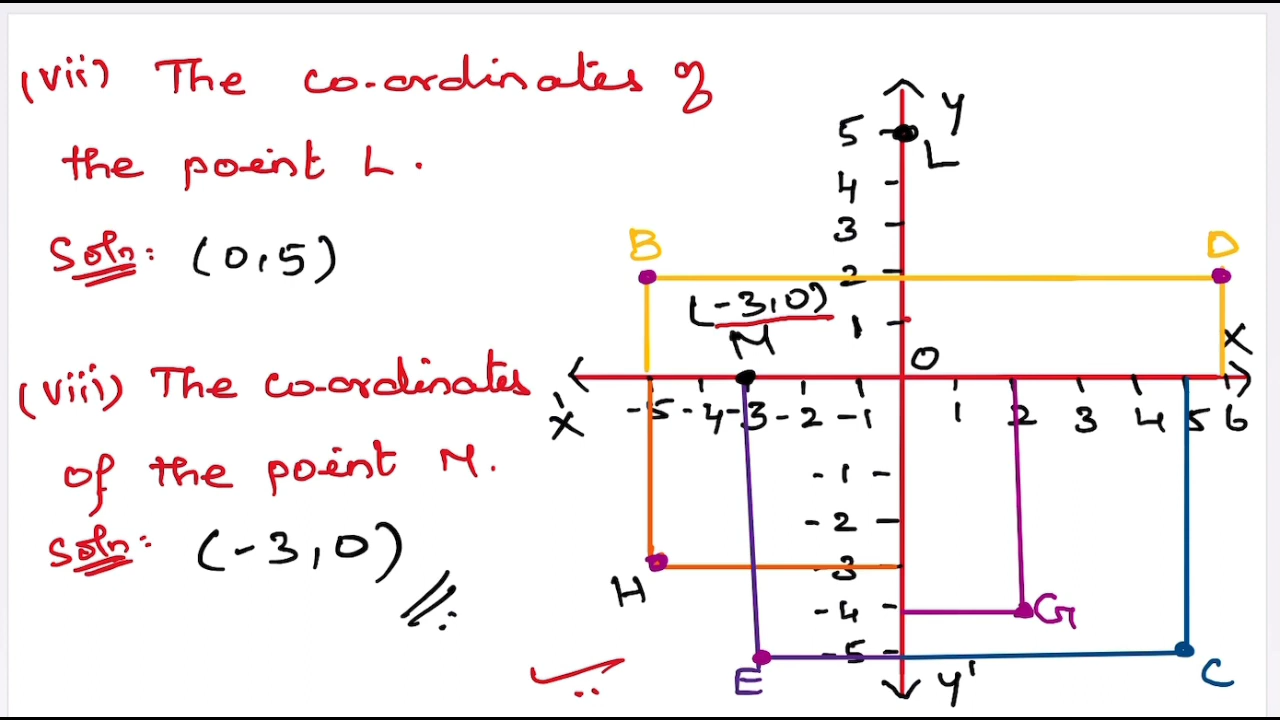 (vii) The co-ordinates of
the point L.
Soln: (0,5)
(viii) The co-ordinates
of the point M.
Soln: (-3,0)
Y
5
L
4
3
B
D
2
(-3,0)
M
1
O
X
X
-5 -4 -3 -2 -1 1 2 3 4 5 6
-1
-2
-3
H
-4
G
-5
E
C
Y'